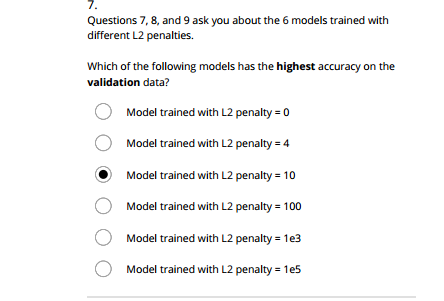 7.
Questions 7, 8, and 9 ask you about the 6 models trained with
different L2 penalties.
Which of the following models has the highest accuracy on the
validation data?
Model trained with L2 penalty = 0
Model trained with L2 penalty = 4
Model trained with L2 penalty = 10
Model trained with L2 penalty = 100
Model trained with L2 penalty = 1e3
Model trained with L2 penalty = 1e5